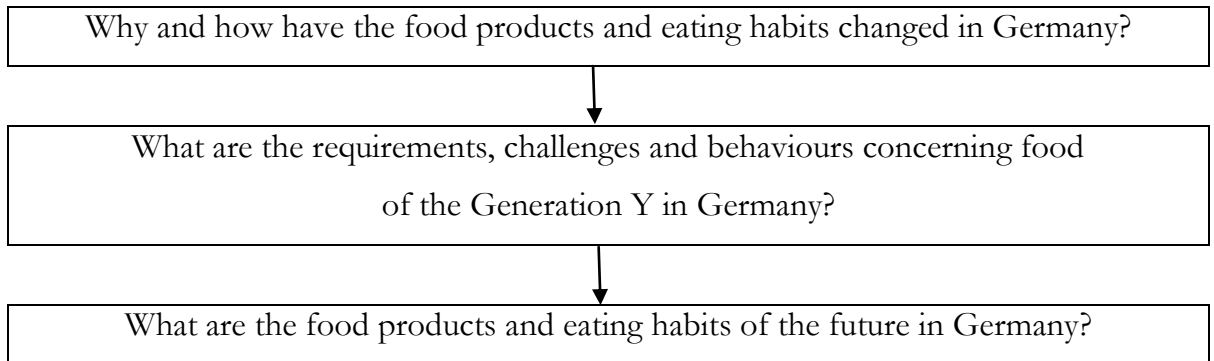 Why and how have the food products and eating habits changed in Germany?
What are the requirements, challenges and behaviours concerning food
of the Generation Y in Germany?
What are the food products and eating habits of the future in Germany?